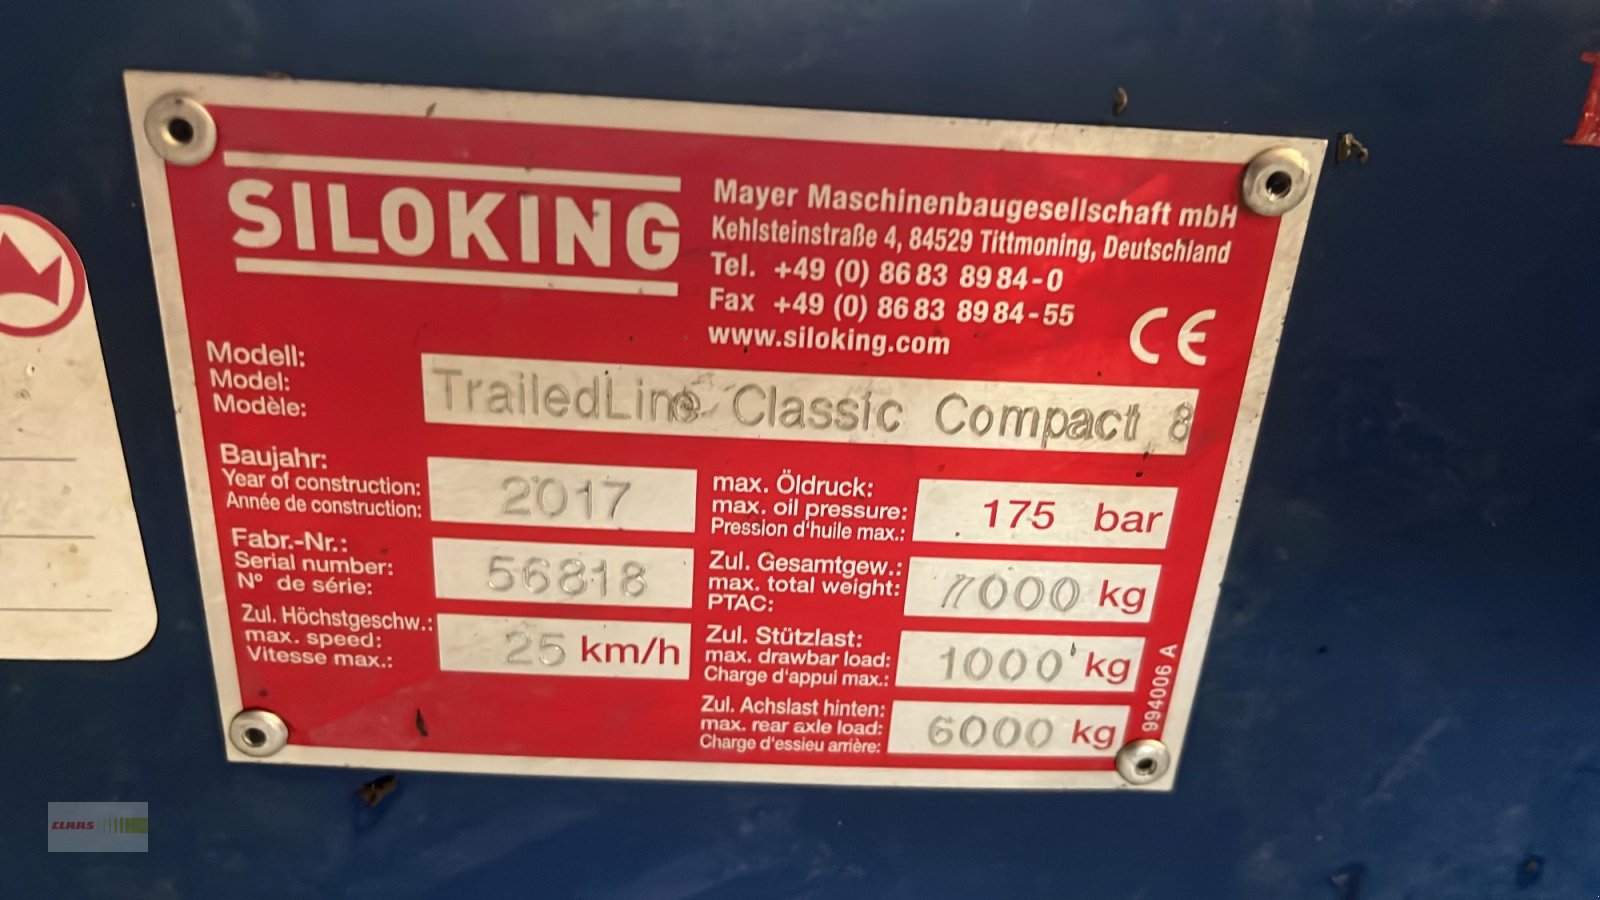 SILOKING
Mayer Maschinenbaugesellschaft mbH
Kehlsteinstraße 4, 84529 Tittmoning, Deutschland
Tel. +49 (0) 86 83 89 84-0
Fax +49 (0) 86 83 89 84-55
www.siloking.com
CE
Modell:
Model:
Modèle:
TrailedLine Classic Compact 8
Baujahr:
Year of construction:
Année de construction:
2017
max. Öldruck:
max. oil pressure:
Pression d'huile max.:
175 bar
Fabr.-Nr.:
Serial number:
N° de série:
56818
Zul. Gesamtgew.:
max. total weight:
PTAC:
7000 kg
Zul. Höchstgeschw.:
max. speed:
Vitesse max.:
25 km/h
Zul. Stützlast:
max. drawbar load:
Charge d'appui max.:
1000 kg
Zul. Achslast hinten:
max. rear axle load:
Charge d'essieu arrière:
6000 kg
994006 A
CLAAS